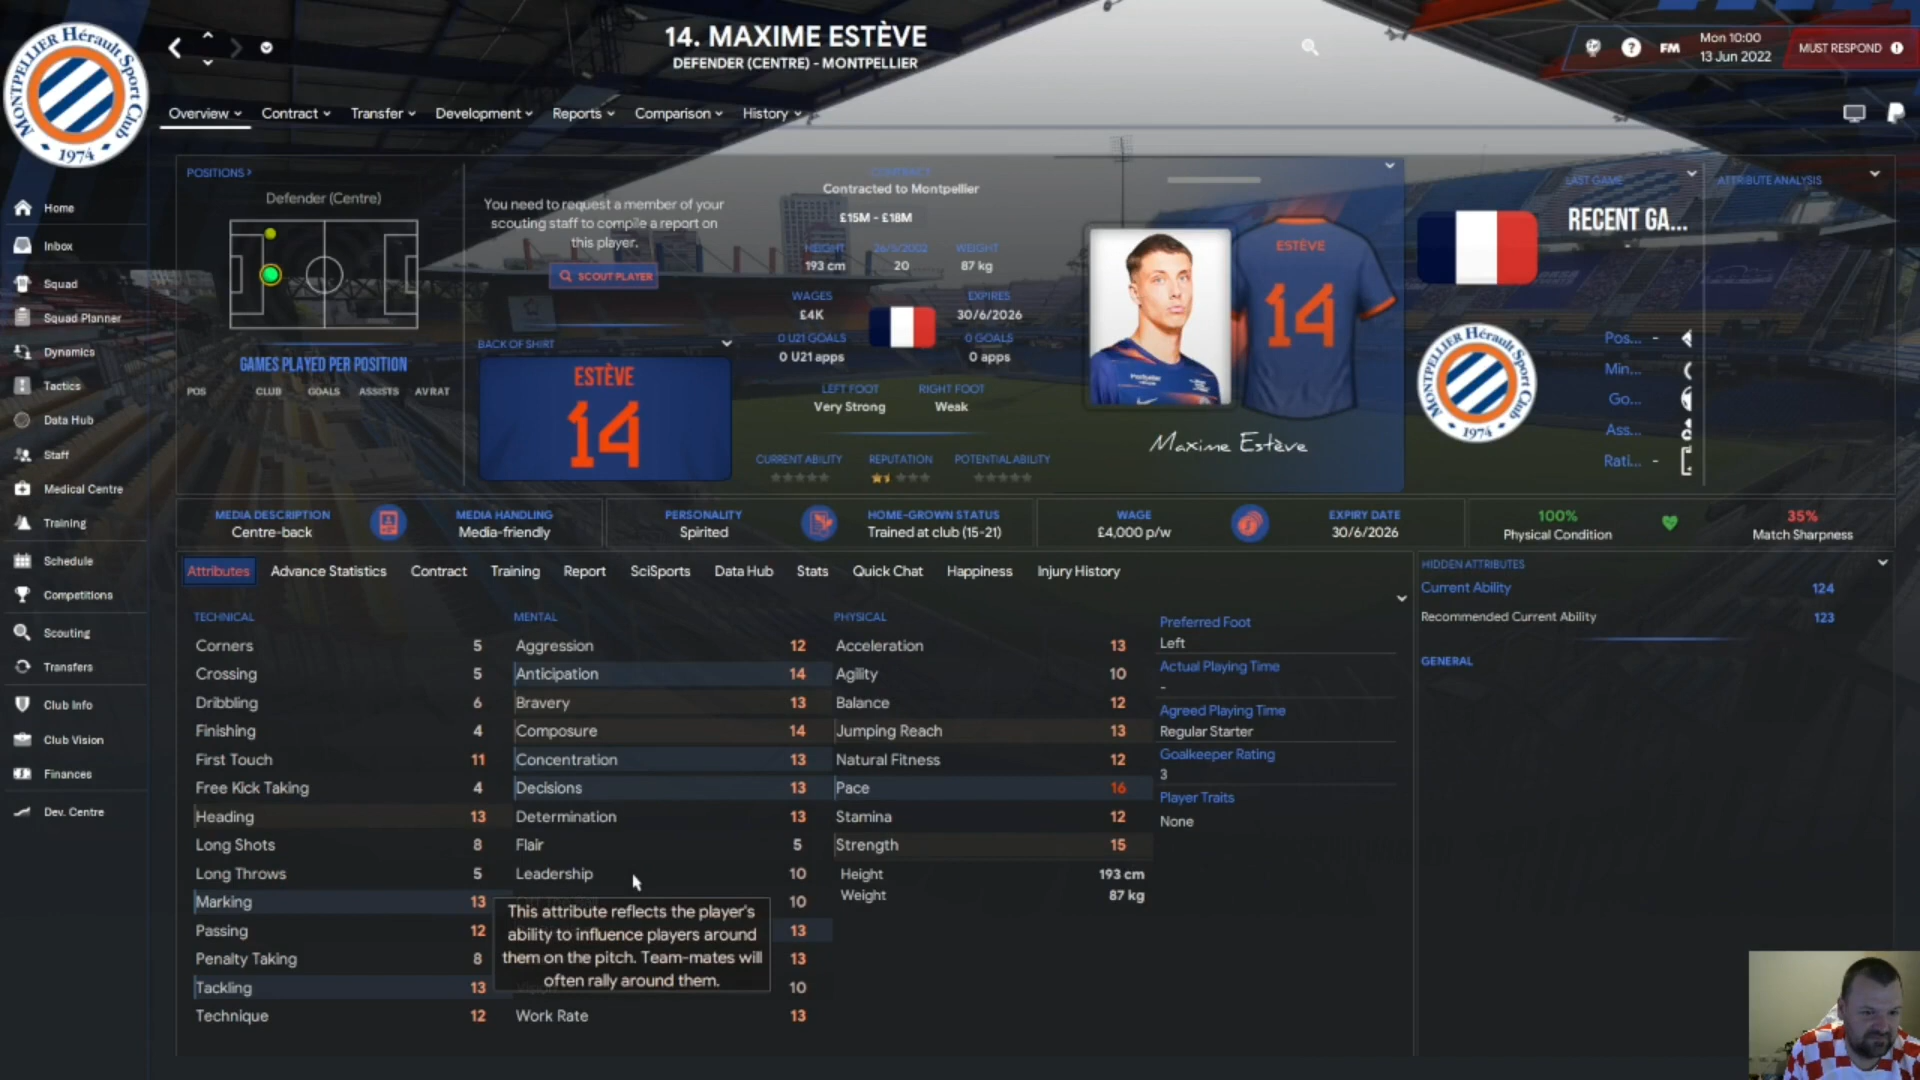 MONTPELLIER Hérault Sport Club
1974
14. MAXIME ESTÈVE
DEFENDER (CENTRE) - MONTPELLIER
FM
Mon 10:00
13 Jun 2022
MUST RESPOND
Overview
Contract
Transfer
Development
Reports
Comparison
History
Home
Inbox
Squad
Squad Planner
Dynamics
Tactics
Data Hub
Staff
Medical Centre
Training
Schedule
Competitions
Scouting
Transfers
Club Info
Club Vision
Finances
Dev. Centre
POSITIONS >
Defender (Centre)
GAMES PLAYED PER POSITION
POS CLUB GOALS ASSISTS AV RAT
You need to request a member of your
scouting staff to compile a report on
this player.
SCOUT PLAYER
BACK OF SHIRT
ESTÈVE
14
CONTRACT
Contracted to Montpellier
£15M - £18M
HEIGHT 26/5/2002 WEIGHT
193 cm 20 87 kg
WAGES EXPIRES
£4K 30/6/2026
0 U21 GOALS 0 GOALS
0 U21 apps 0 apps
LEFT FOOT RIGHT FOOT
Very Strong Weak
CURRENT ABILITY REPUTATION POTENTIAL ABILITY
ESTÈVE
14
Maxime Estève
MONTPELLIER Hérault Sport Club
1974
LAST GAME
RECENT GA...
Pos... -
Min...
Go...
Ass...
Rati... -
ATTRIBUTE ANALYSIS
MEDIA DESCRIPTION
Centre-back
MEDIA HANDLING
Media-friendly
PERSONALITY
Spirited
HOME-GROWN STATUS
Trained at club (15-21)
WAGE
£4,000 p/w
EXPIRY DATE
30/6/2026
100%
Physical Condition
35%
Match Sharpness
Attributes Advance Statistics Contract Training Report SciSports Data Hub Stats Quick Chat Happiness Injury History
TECHNICAL
Corners 5
Crossing 5
Dribbling 6
Finishing 4
First Touch 11
Free Kick Taking 4
Heading 13
Long Shots 8
Long Throws 5
Marking 13
Passing 12
Penalty Taking 8
Tackling 13
Technique 12
MENTAL
Aggression 12
Anticipation 14
Bravery 13
Composure 14
Concentration 13
Decisions 13
Determination 13
Flair 5
Leadership 10
10
13
13
10
Work Rate 13
This attribute reflects the player's
ability to influence players around
them on the pitch. Team-mates will
often rally around them.
PHYSICAL
Acceleration 13
Agility 10
Balance 12
Jumping Reach 13
Natural Fitness 12
Pace 16
Stamina 12
Strength 15
Height 193 cm
Weight 87 kg
Preferred Foot
Left
Actual Playing Time
-
Agreed Playing Time
Regular Starter
Goalkeeper Rating
3
Player Traits
None
HIDDEN ATTRIBUTES
Current Ability 124
Recommended Current Ability 123
GENERAL